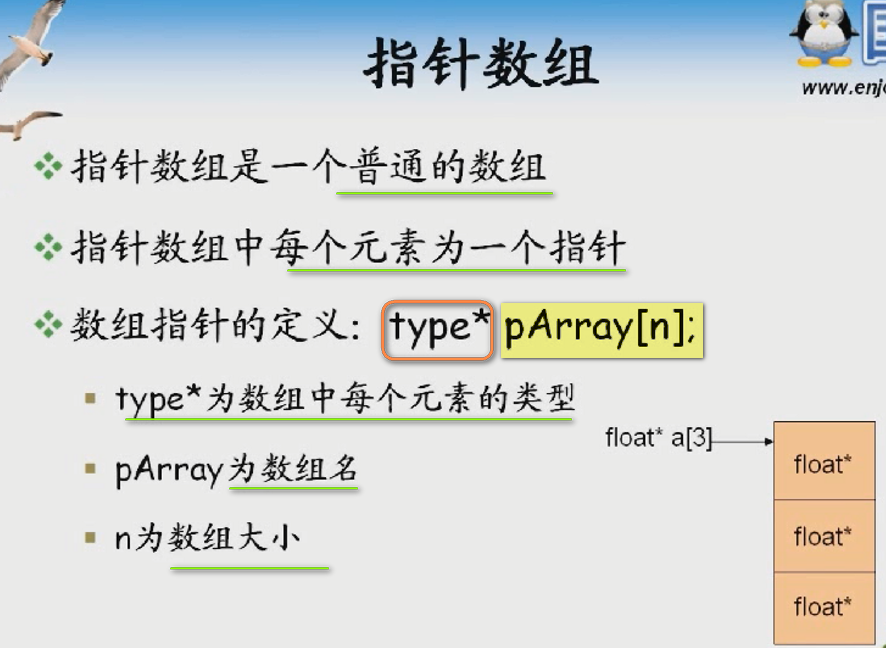 指针数组
www.enjo
指针数组是一个普通的数组
指针数组中每个元素为一个指针
数组指针的定义: type* pArray[n];
type*为数组中每个元素的类型
pArray为数组名
n为数组大小
float* a[3]
float*
float*
float*